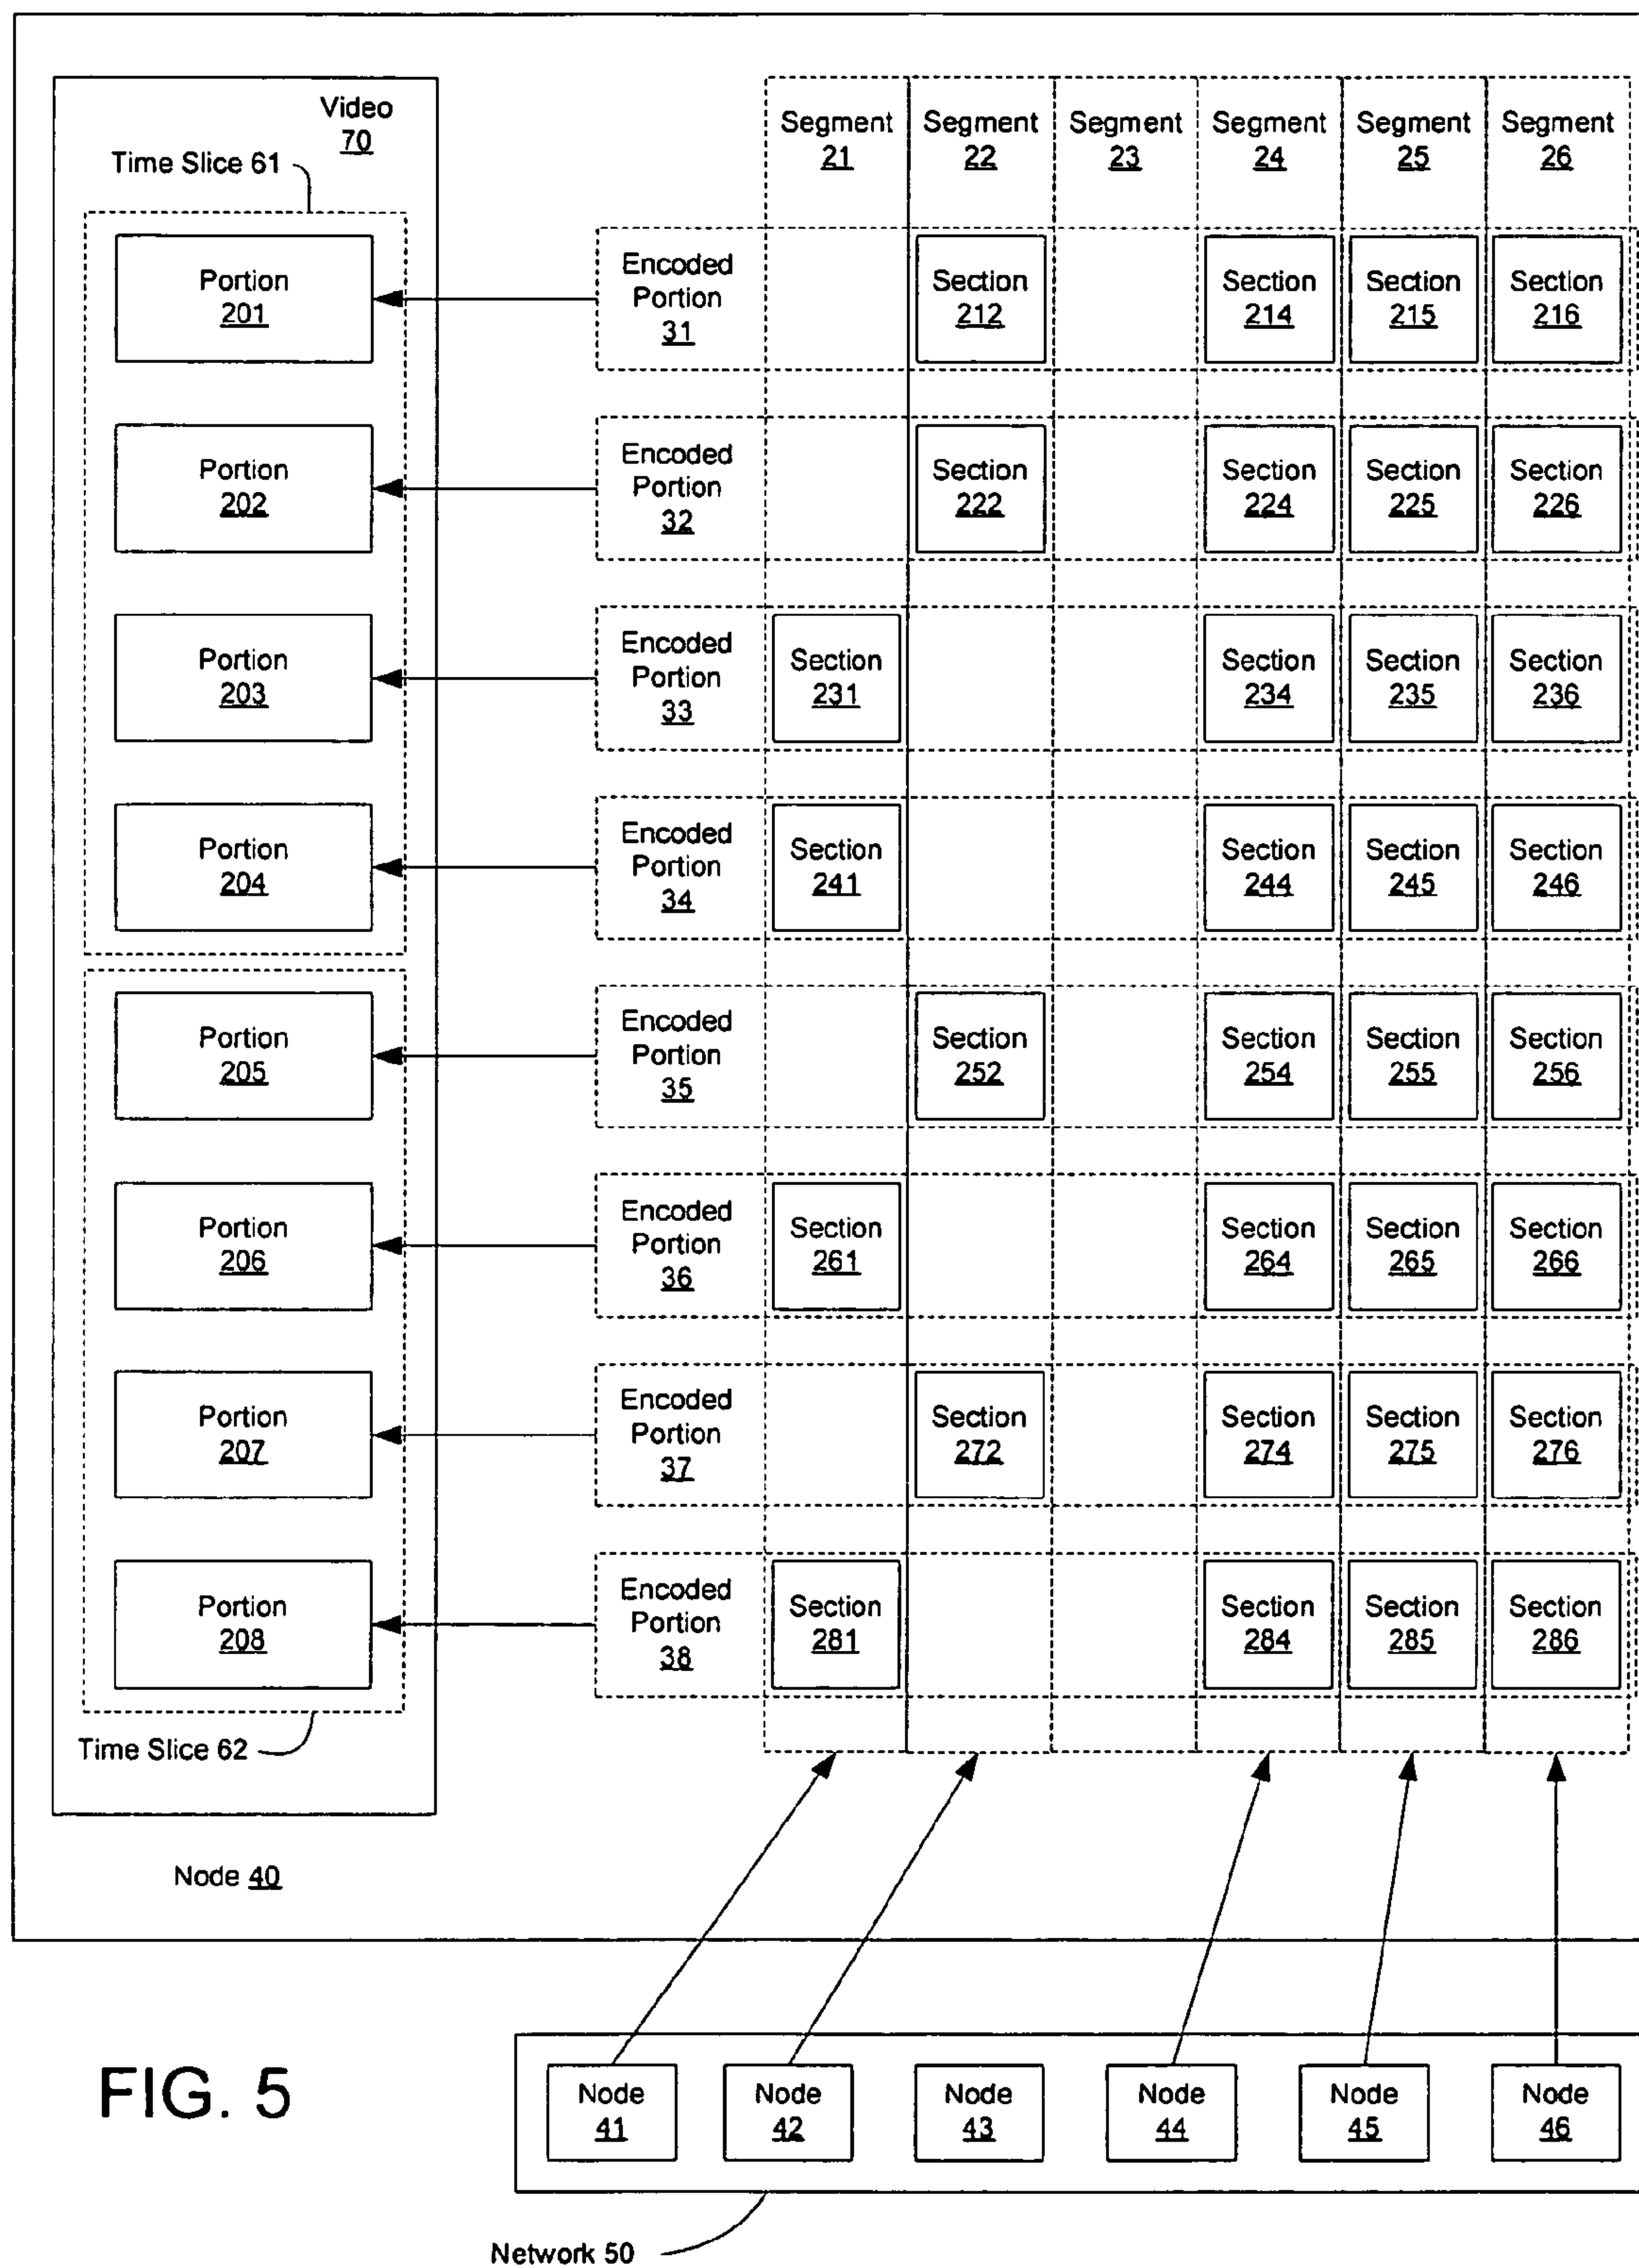 Video
70
Time Slice 61
Segment
21
Segment
22
Segment
23
Segment
24
Segment
25
Segment
26
Portion
201
Encoded
Portion
31
Section
212
Section
214
Section
215
Section
216
Portion
202
Encoded
Portion
32
Section
222
Section
224
Section
225
Section
226
Portion
203
Encoded
Portion
33
Section
231
Section
234
Section
235
Section
236
Portion
204
Encoded
Portion
34
Section
241
Section
244
Section
245
Section
246
Portion
205
Encoded
Portion
35
Section
252
Section
254
Section
255
Section
256
Portion
206
Encoded
Portion
36
Section
261
Section
264
Section
265
Section
266
Portion
207
Encoded
Portion
37
Section
272
Section
274
Section
275
Section
276
Portion
208
Encoded
Portion
38
Section
281
Section
284
Section
285
Section
286
Time Slice 62
Node 40
FIG. 5
Node
41
Node
42
Node
43
Node
44
Node
45
Node
46
Network 50